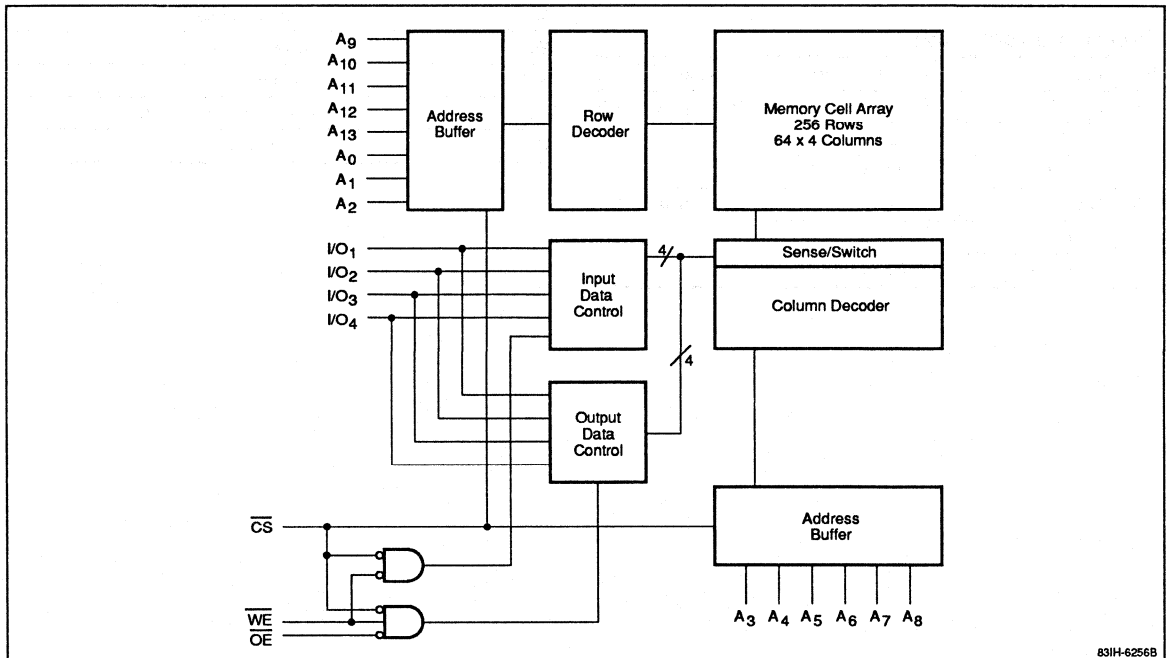 A9
A10
A11
A12
A13
A0
A1
A2
Address
Buffer
Row
Decoder
Memory Cell Array
256 Rows
64 x 4 Columns
I/O1
I/O2
I/O3
I/O4
Input
Data
Control
4
Sense/Switch
Column Decoder
4
Output
Data
Control
CS
WE
OE
Address
Buffer
A3 A4 A5 A6 A7 A8
83IH-6256B